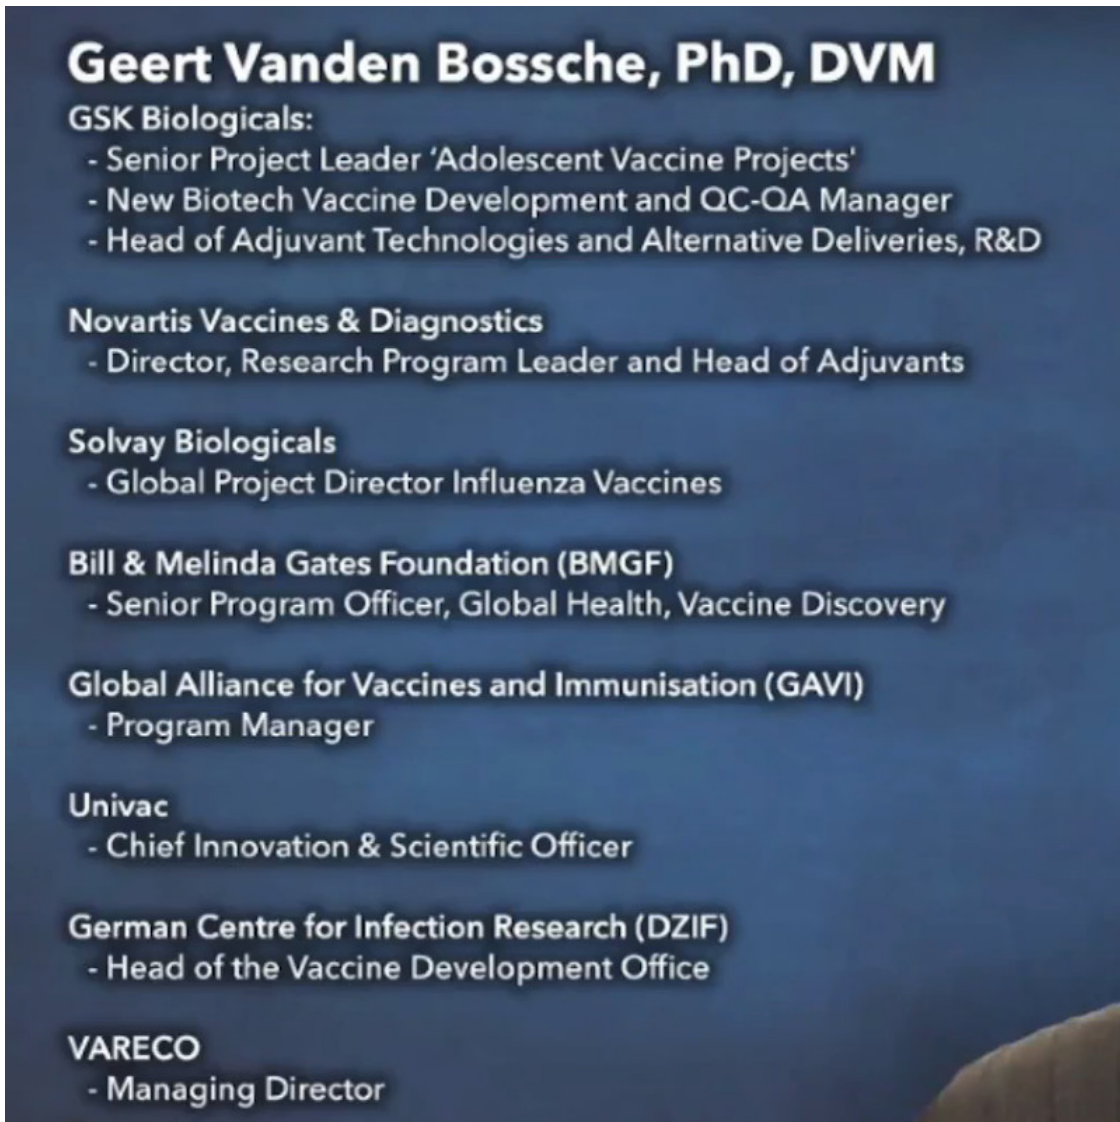 Geert Vanden Bossche, PhD, DVM
GSK Biologicals:
- Senior Project Leader ‘Adolescent Vaccine Projects'
- New Biotech Vaccine Development and QC-QA Manager
- Head of Adjuvant Technologies and Alternative Deliveries, R&D
Novartis Vaccines & Diagnostics
- Director, Research Program Leader and Head of Adjuvants
Solvay Biologicals
- Global Project Director Influenza Vaccines
Bill & Melinda Gates Foundation (BMGF)
- Senior Program Officer, Global Health, Vaccine Discovery
Global Alliance for Vaccines and Immunisation (GAVI)
- Program Manager
Univac
- Chief Innovation & Scientific Officer
German Centre for Infection Research (DZIF)
- Head of the Vaccine Development Office
VARECO
- Managing Director